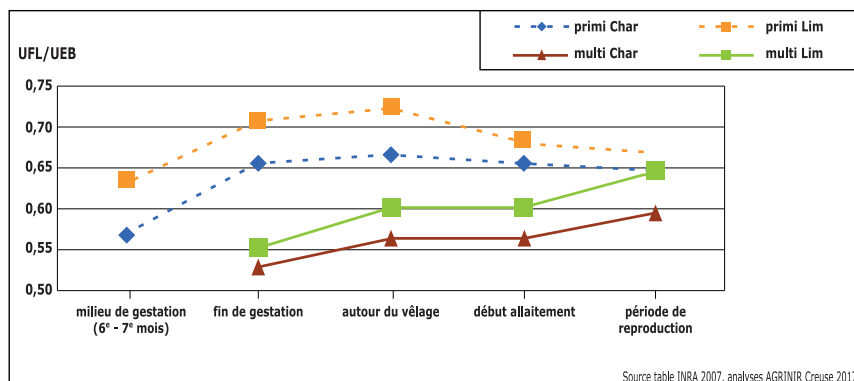 primi Char
primi Lim
multi Char
multi Lim
UFL/UEB
0,75
0,70
0,65
0,60
0,55
0,50
milieu de gestation
(6e - 7e mois)
fin de gestation
autour du vêlage
début allaitement
période de
reproduction
Source table INRA 2007, analyses AGRINIR Creuse 2017